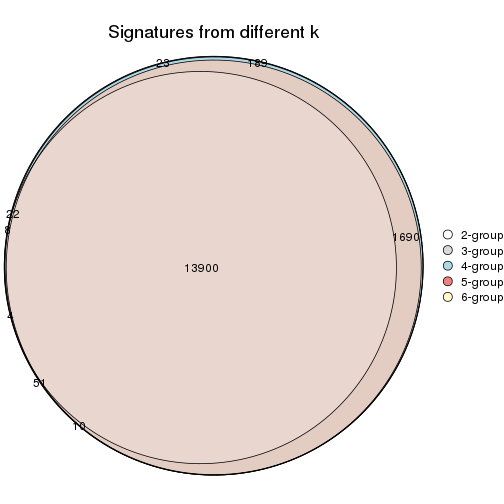 Signatures from different k
23
189
22
8
1690
13900
4
51
10
2-group
3-group
4-group
5-group
6-group